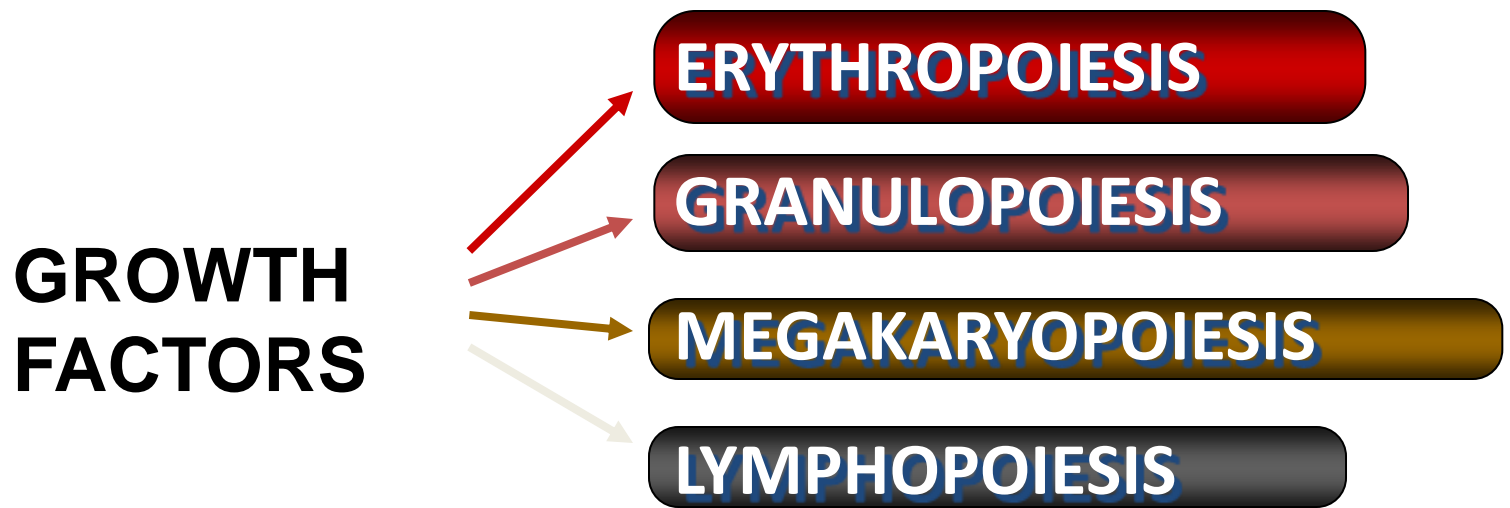 GROWTH
FACTORS
ERYTHROPOIESIS
GRANULOPOIESIS
MEGAKARYOPOIESIS
LYMPHOPOIESIS